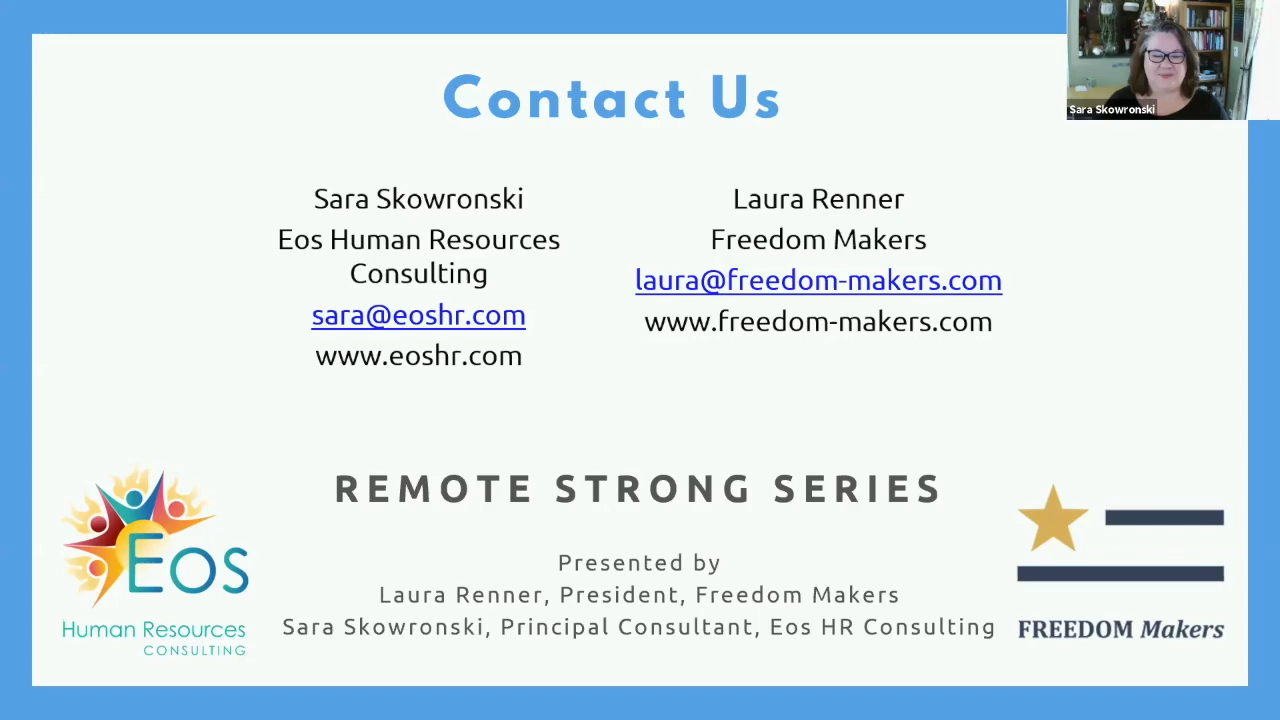 Sara Skowronski
Contact Us
Sara Skowronski
Eos Human Resources
Consulting
sara@eoshr.com
www.eoshr.com
Laura Renner
Freedom Makers
laura@freedom-makers.com
www.freedom-makers.com
REMOTE STRONG SERIES
Presented by
Laura Renner, President, Freedom Makers
Sara Skowronski, Principal Consultant, Eos HR Consulting
Eos
Human Resources
CONSULTING
FREEDOM Makers